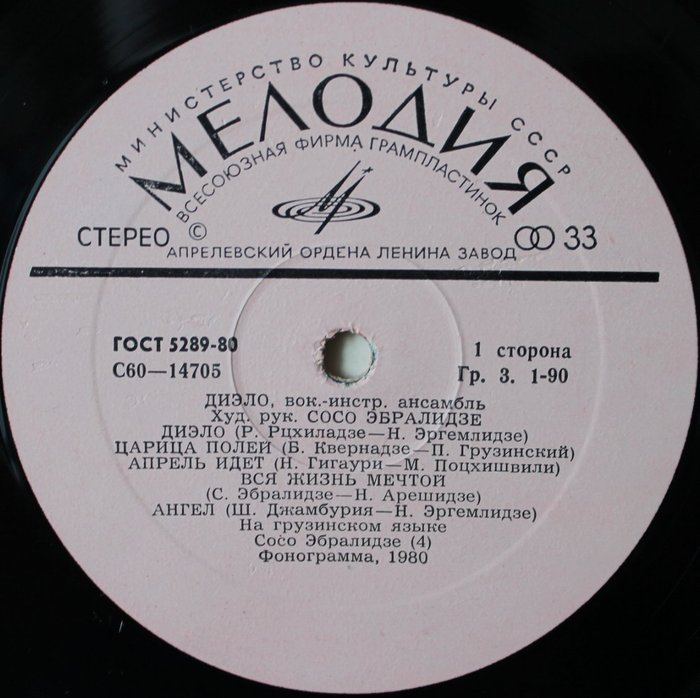 МИНИСТЕРСТВО КУЛЬТУРЫ СССР
МЕЛОДИЯ
ВСЕСОЮЗНАЯ ФИРМА ГРАМПЛАСТИНОК
СТЕРЕО © 33
АПРЕЛЕВСКИЙ ОРДЕНА ЛЕНИНА ЗАВОД
ГОСТ 5289-80 1 сторона
С60—14705 Гр. 3. 1-90
ДИЭЛО, вок.-инстр. ансамбль
Худ. рук. СОСО ЭБРАЛИДЗЕ
ДИЭЛО (Р. Рцхиладзе—Н. Эргемлидзе)
ЦАРИЦА ПОЛЕЙ (Б. Квернадзе—П. Грузинский)
АПРЕЛЬ ИДЕТ (Н. Гигаури—М. Поцхишвили)
ВСЯ ЖИЗНЬ МЕЧТОЙ
(С. Эбралидзе—Н. Арешидзе)
АНГЕЛ (Ш. Джамбурия—Н. Эргемлидзе)
На грузинском языке
Сосо Эбралидзе (4)
Фонограмма, 1980